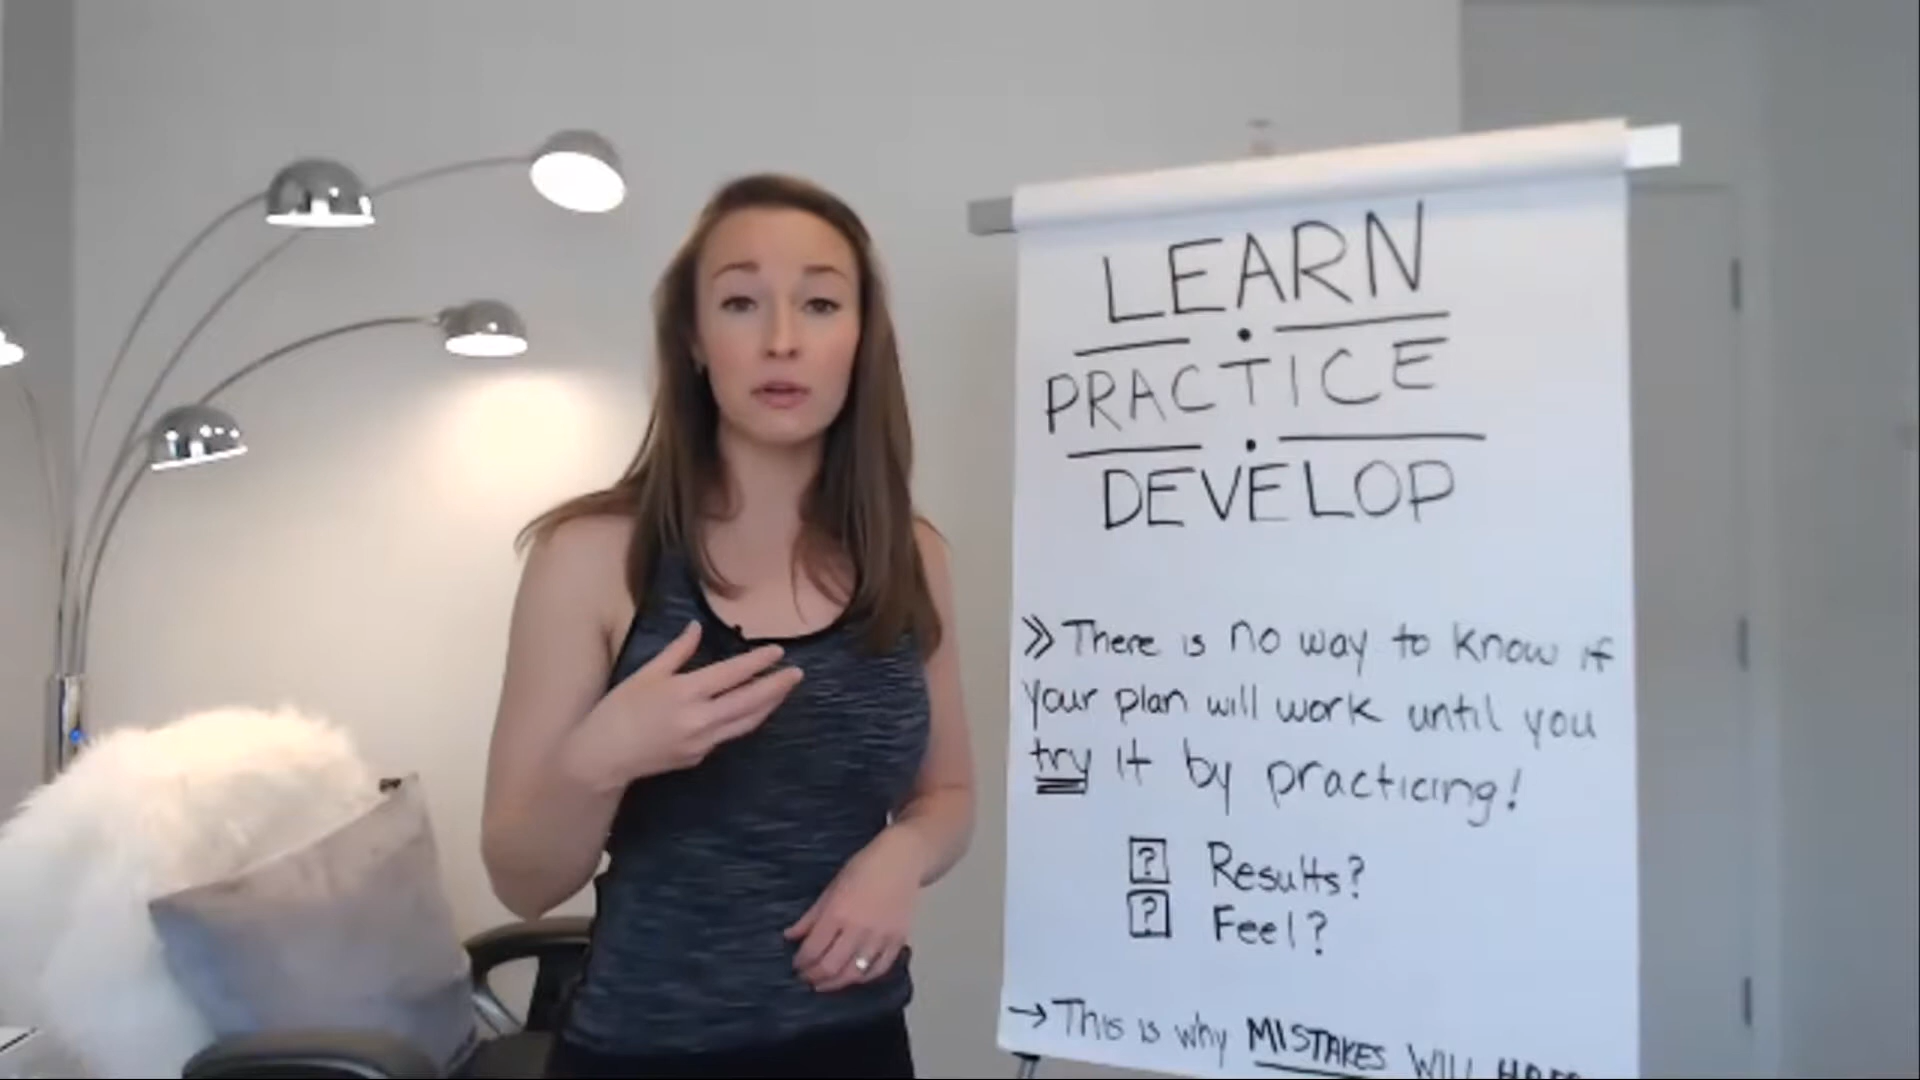 LEARN
PRACTICE
DEVELOP
» There is no way to know if
your plan will work until you
try it by practicing!
? Results?
? Feel?
→ This is why MISTAKES WILL